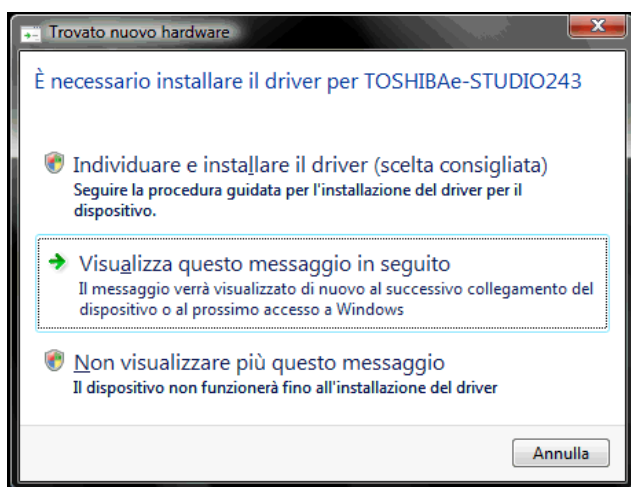 Trovato nuovo hardware
È necessario installare il driver per TOSHIBAe-STUDIO243
Individuare e installare il driver (scelta consigliata)
Seguire la procedura guidata per l'installazione del driver per il
dispositivo.
Visualizza questo messaggio in seguito
Il messaggio verrà visualizzato di nuovo al successivo collegamento del
dispositivo o al prossimo accesso a Windows
Non visualizzare più questo messaggio
Il dispositivo non funzionerà fino all'installazione del driver
Annulla